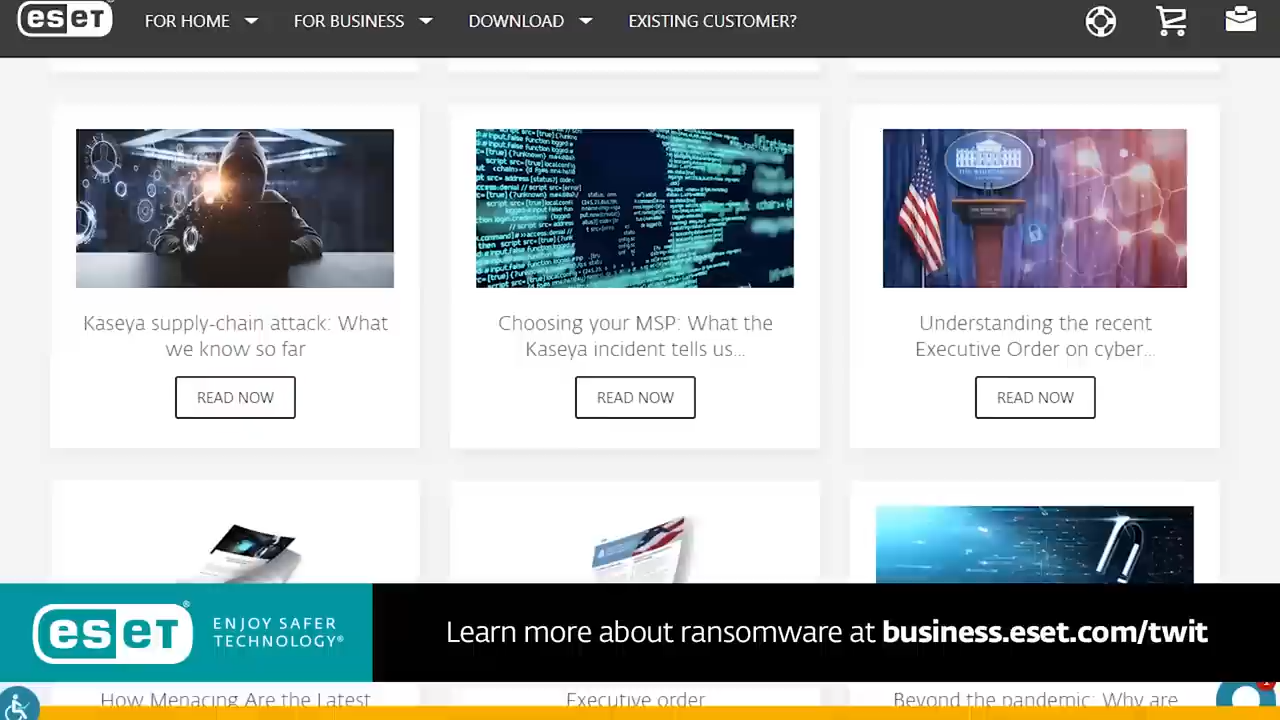 eset
FOR HOME
FOR BUSINESS
DOWNLOAD
EXISTING CUSTOMER?
THE WHITE HOUSE
Kaseya supply-chain attack: What
we know so far
READ NOW
Choosing your MSP: What the
Kaseya incident tells us...
READ NOW
Understanding the recent
Executive Order on cyber...
READ NOW
eset®
ENJOY SAFER
TECHNOLOGY®
Learn more about ransomware at business.eset.com/twit
How Menacing Are the Latest
Executive order
Beyond the pandemic: Why are